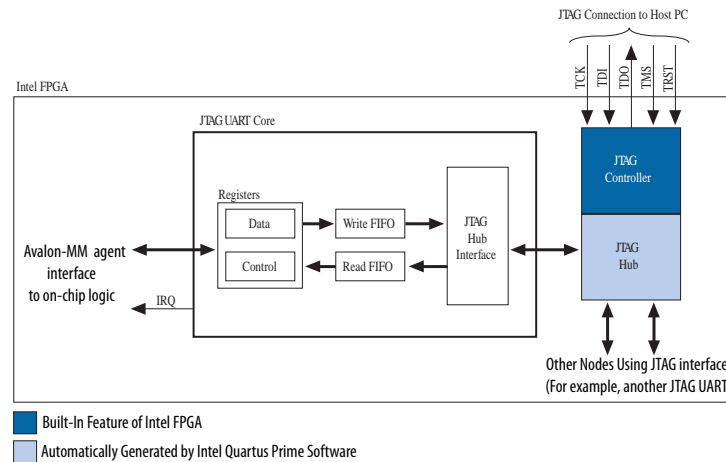 JTAG Connection to Host PC
TCK
TDI
TDO
TMS
TRST
Intel FPGA
JTAG UART Core
JTAG
Controller
Registers
Data
Write FIFO
JTAG
Hub
Interface
Control
Read FIFO
JTAG
Hub
Avalon-MM agent
interface
to on-chip logic
IRQ
Other Nodes Using JTAG interface
(For example, another JTAG UART
Built-In Feature of Intel FPGA
Automatically Generated by Intel Quartus Prime Software